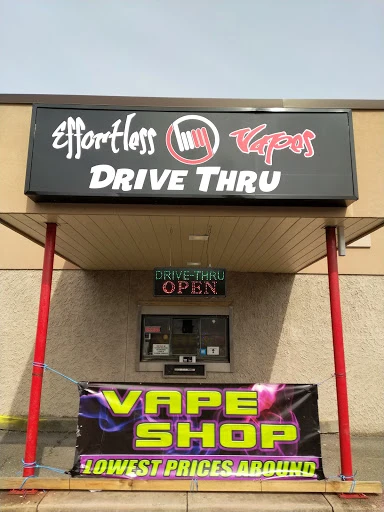 Effortless Vapes
DRIVE THRU
DRIVE-THRU
OPEN
VAPE
SHOP
LOWEST PRICES AROUND